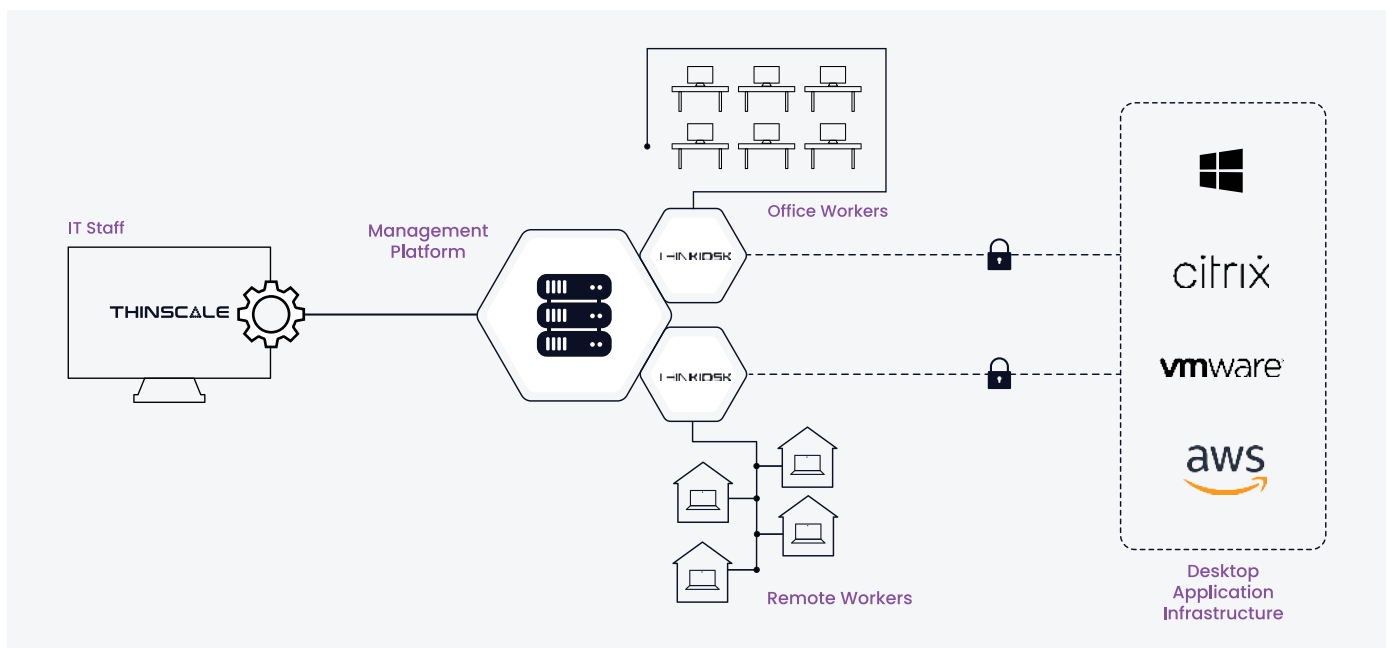 Office Workers
IT Staff
Management
Platform
THINSCALE
THINKIOSK
citrix
vmware
THINKIOSK
aws
Remote Workers
Desktop
Application
Infrastructure